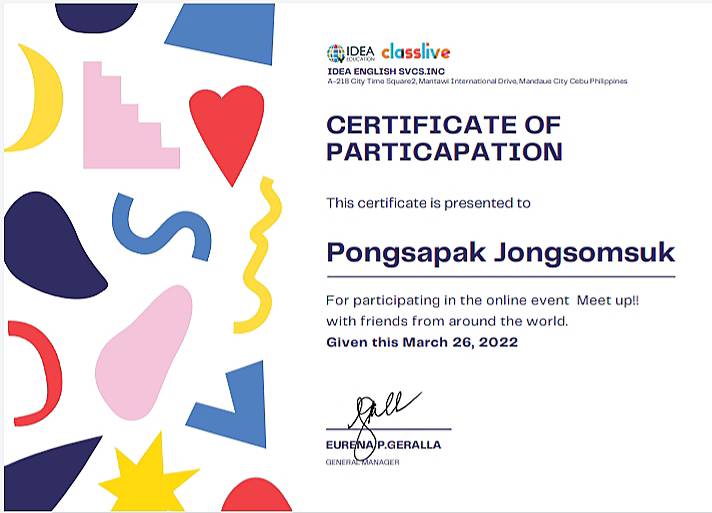 IDEA
EDUCATION
classlive
IDEA ENGLISH SVCS.INC
A-218 City Time Square2, Mantawi International Drive, Mandaue City Cebu Philippines
CERTIFICATE OF
PARTICAPATION
This certificate is presented to
Pongsapak Jongsomsuk
For participating in the online event Meet up!!
with friends from around the world.
Given this March 26, 2022
EURENA P.GERALLA
GENERAL MANAGER